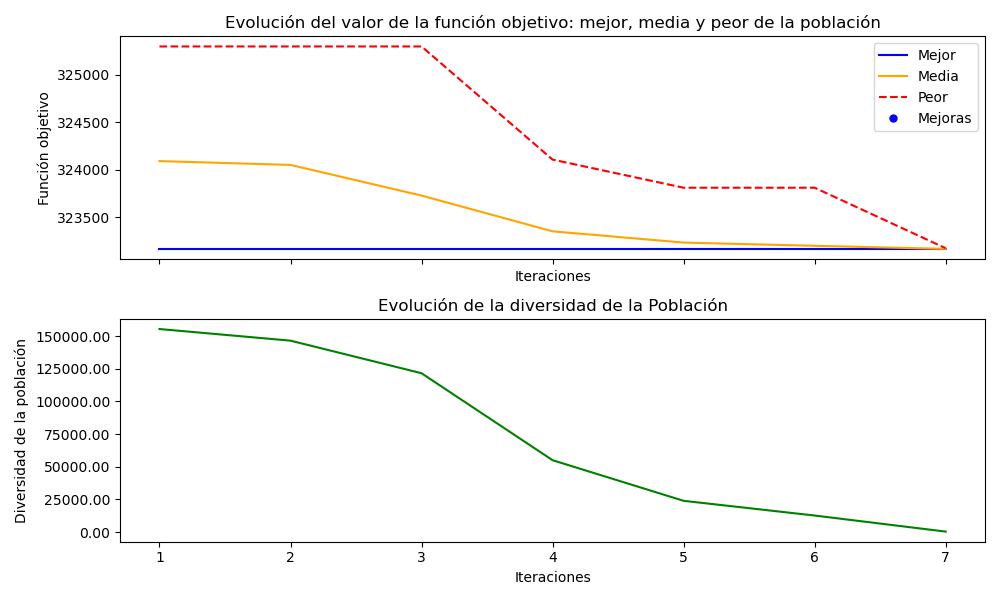 Evolución del valor de la función objetivo: mejor, media y peor de la población
Función objetivo
325000
324500
324000
323500
Mejor
Media
Peor
Mejoras
Iteraciones
Evolución de la diversidad de la Población
Diversidad de la población
150000.00
125000.00
100000.00
75000.00
50000.00
25000.00
0.00
1 2 3 4 5 6 7
Iteraciones